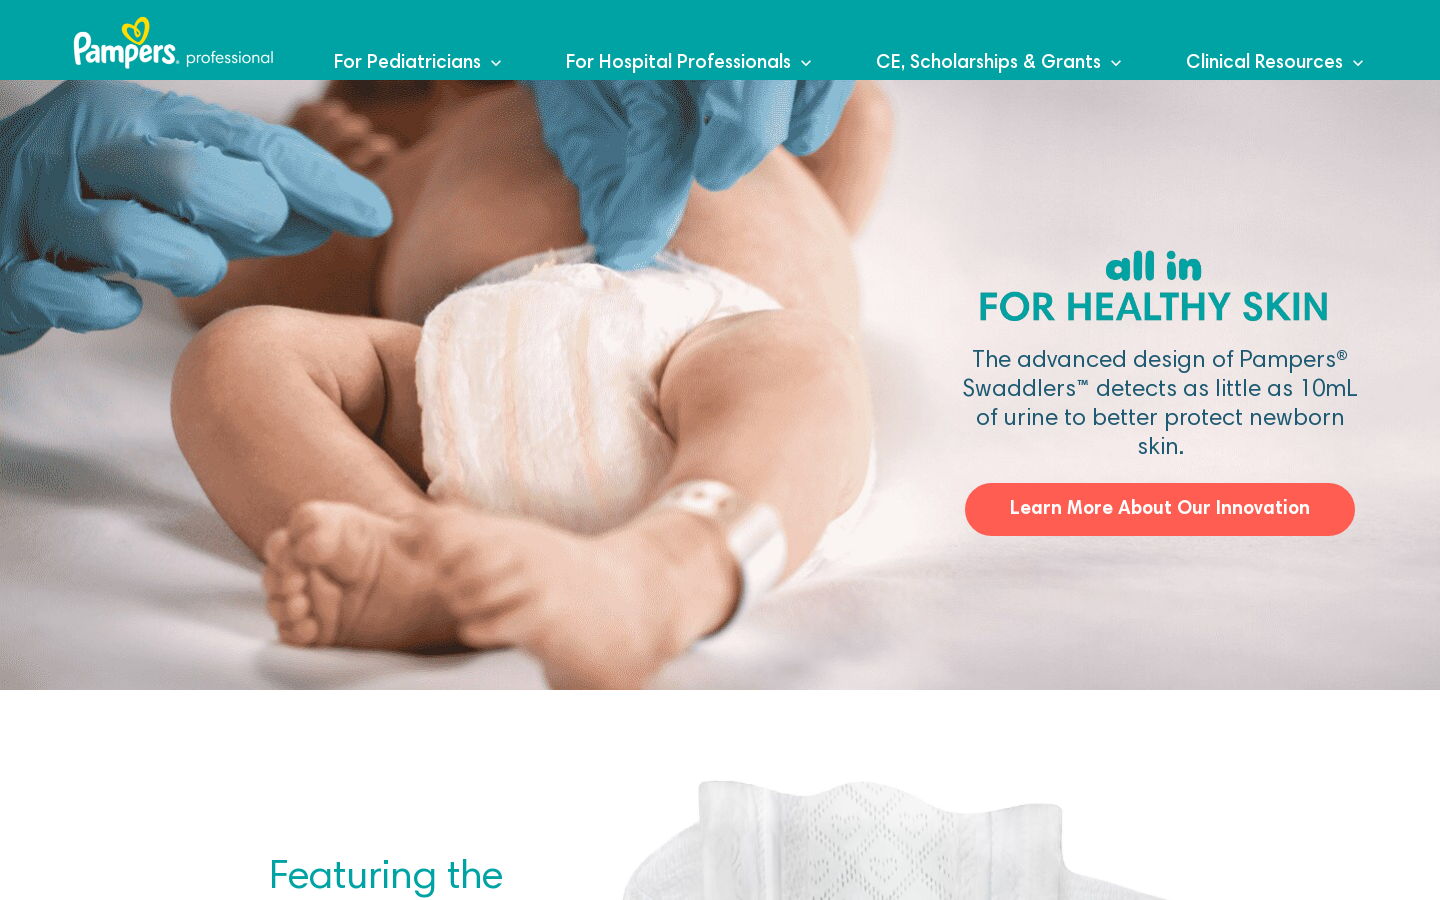 Pampers. professional
For Pediatricians
For Hospital Professionals
CE, Scholarships & Grants
Clinical Resources
all in
FOR HEALTHY SKIN
The advanced design of Pampers®
Swaddlers™ detects as little as 10mL
of urine to better protect newborn
skin.
Learn More About Our Innovation
Featuring the